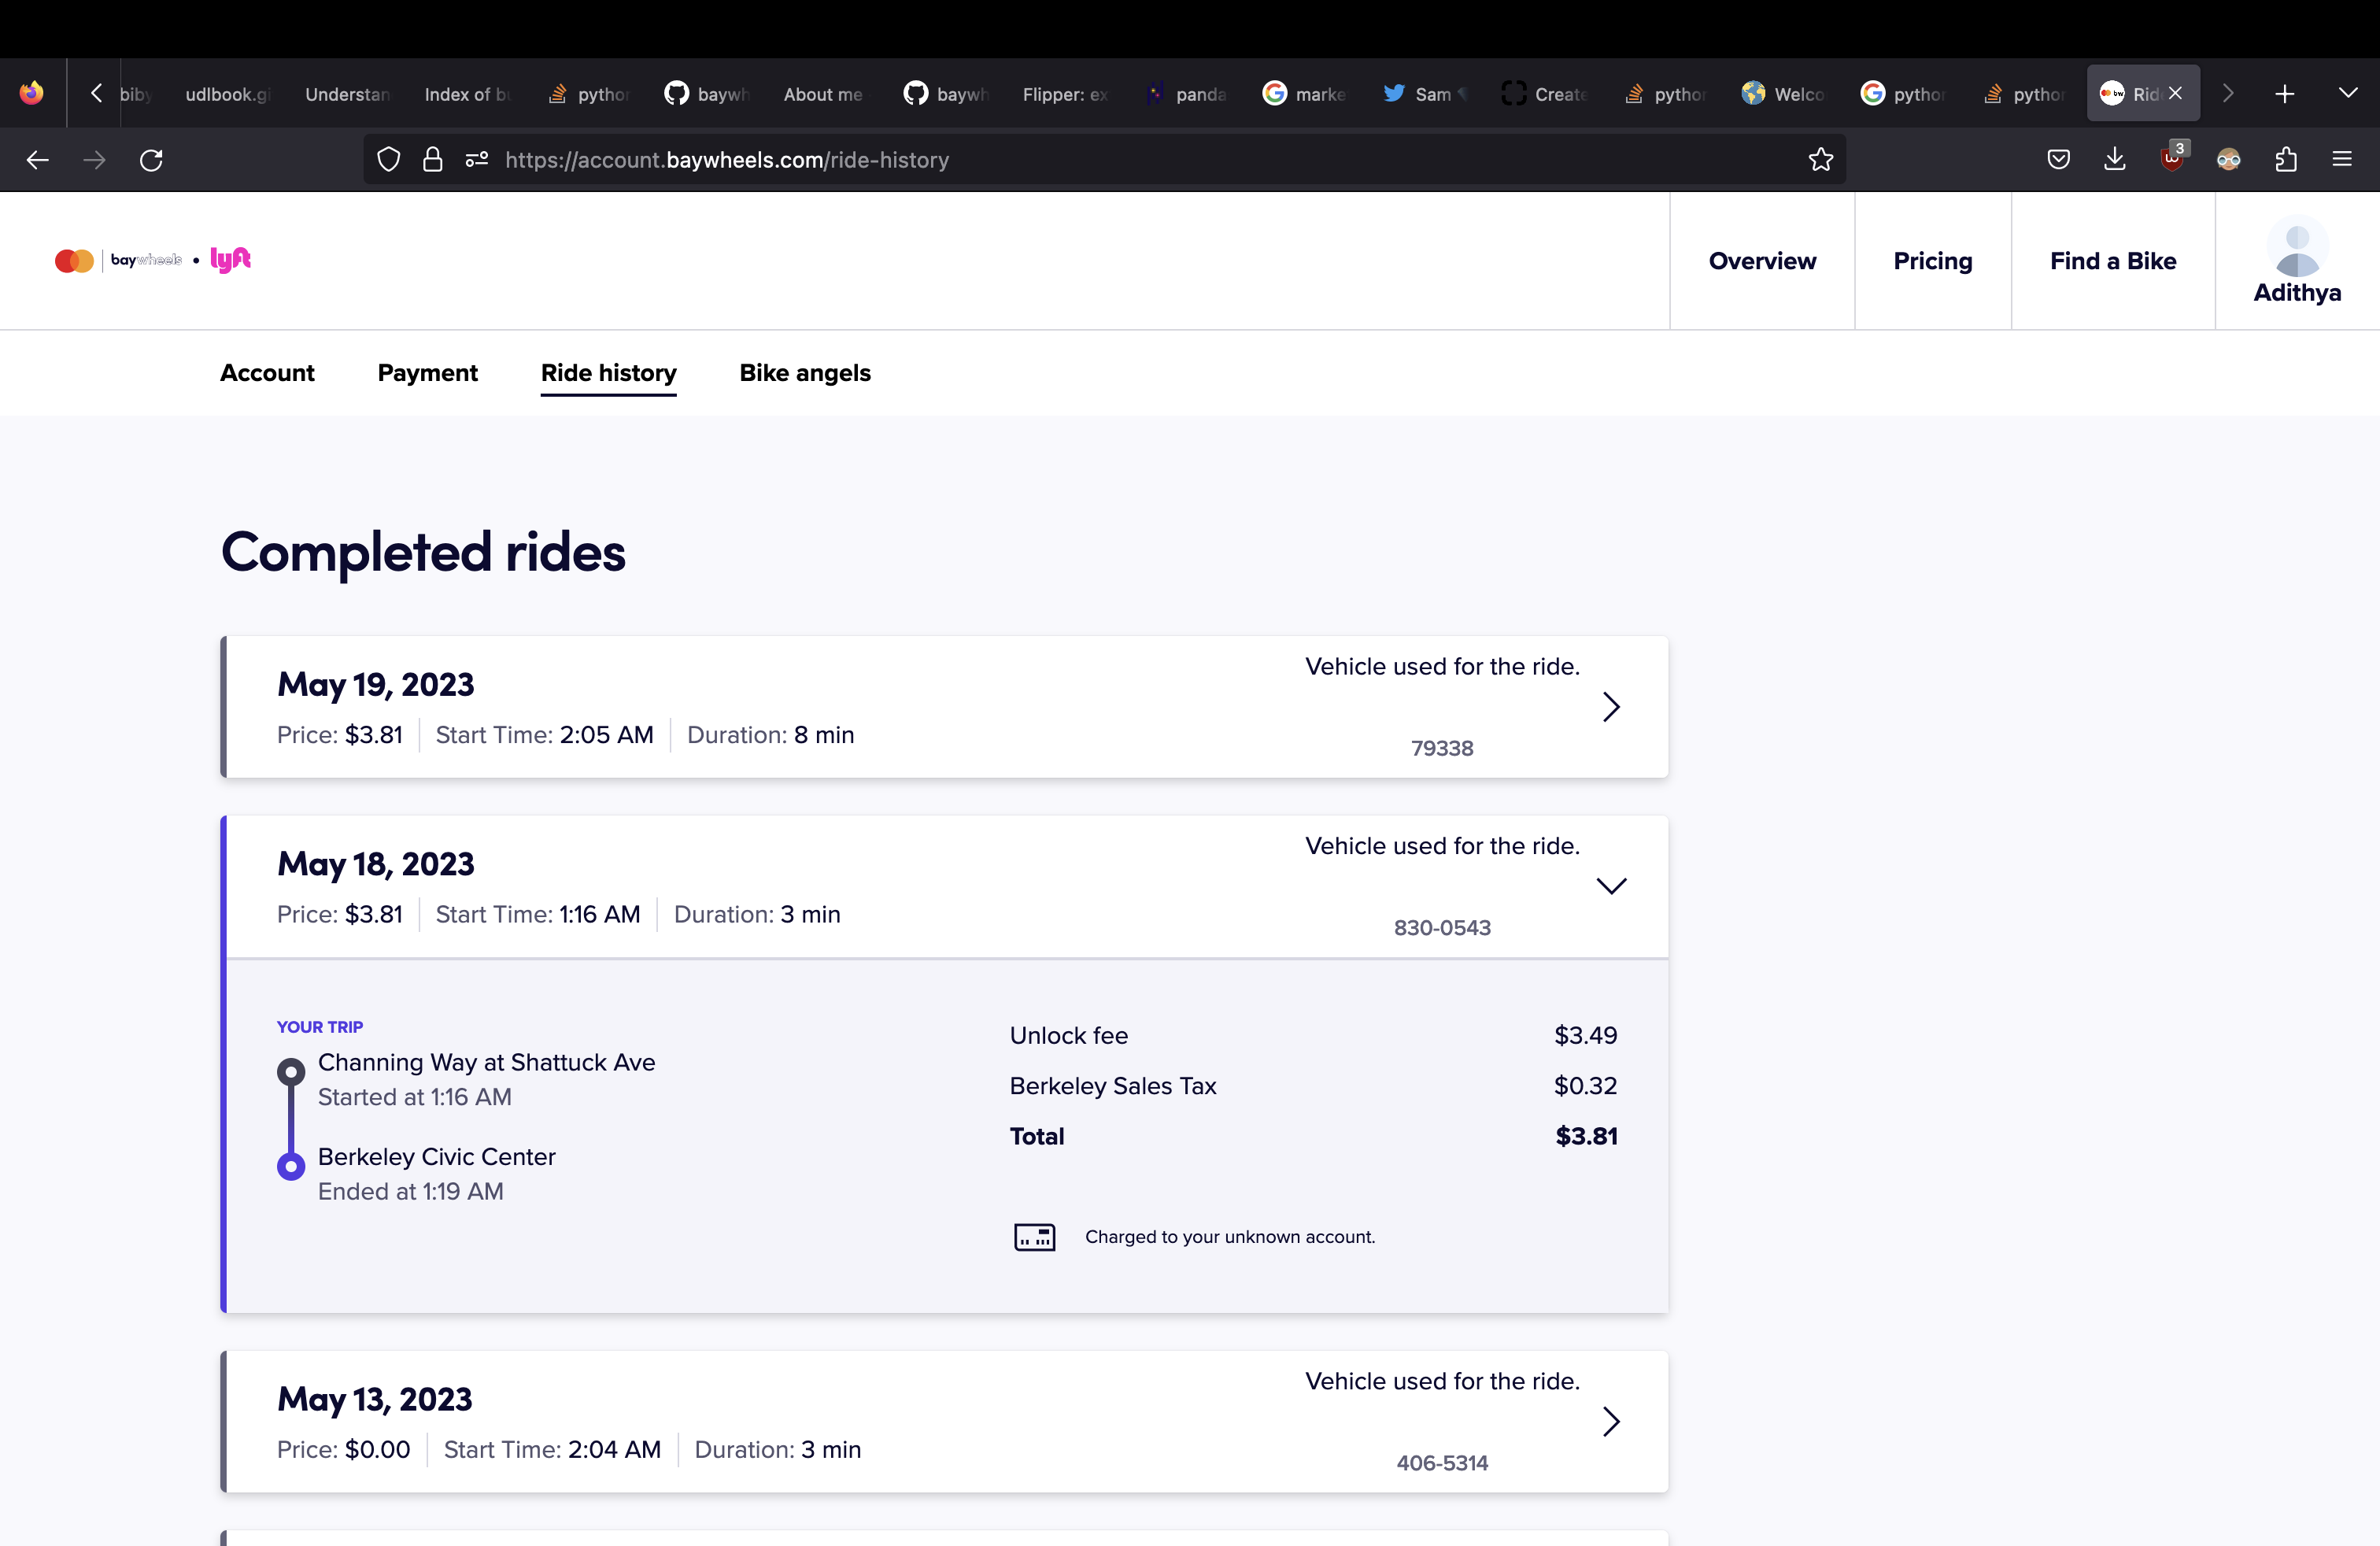 udlbook.gi
Understan
Index of bu
python
baywh
About me
baywh
Flipper: ex
panda
marke
Sam
Create
python
Welco
python
python
Rid
https://account.baywheels.com/ride-history
3
baywheels • lyft
Overview
Pricing
Find a Bike
Adithya
Account
Payment
Ride history
Bike angels
Completed rides
May 19, 2023
Vehicle used for the ride.
Price: $3.81 Start Time: 2:05 AM Duration: 8 min
79338
May 18, 2023
Vehicle used for the ride.
Price: $3.81 Start Time: 1:16 AM Duration: 3 min
830-0543
YOUR TRIP
Channing Way at Shattuck Ave
Started at 1:16 AM
Berkeley Civic Center
Ended at 1:19 AM
Unlock fee $3.49
Berkeley Sales Tax $0.32
Total $3.81
Charged to your unknown account.
May 13, 2023
Vehicle used for the ride.
Price: $0.00 Start Time: 2:04 AM Duration: 3 min
406-5314